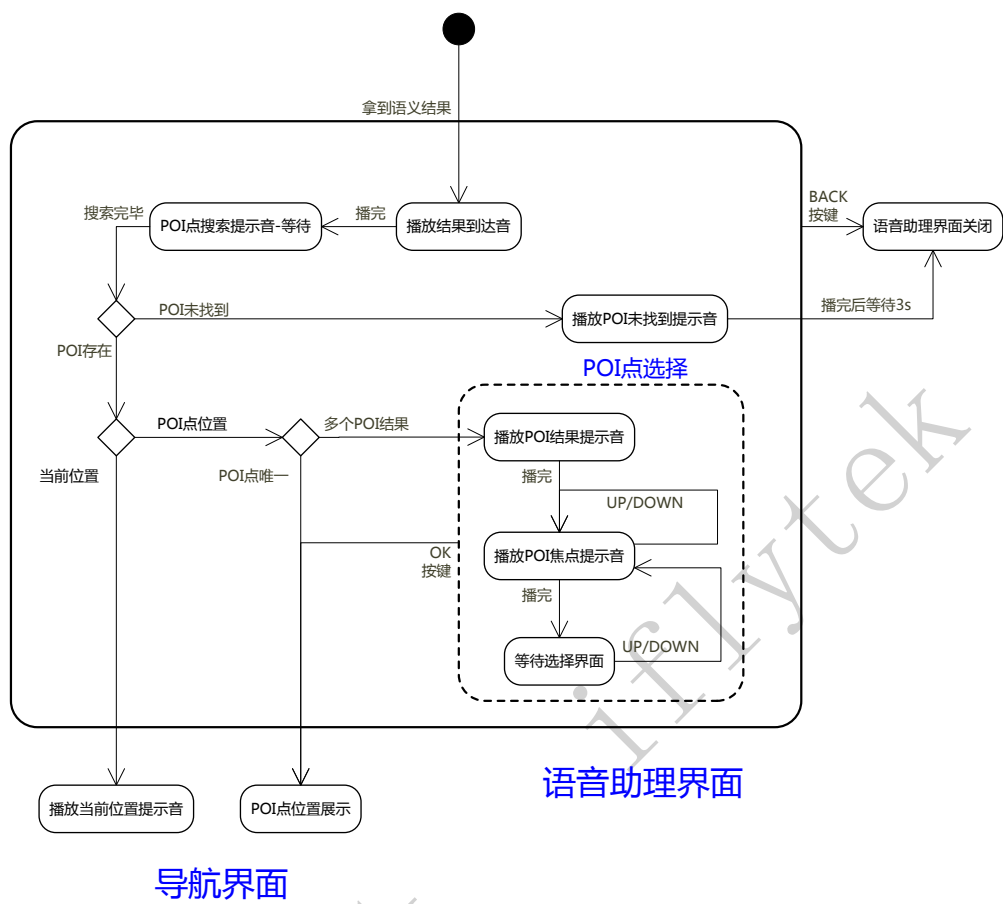 拿到语义结果
搜索完毕
POI点搜索提示音-等待
播完
播放结果到达音
BACK
按键
语音助理界面关闭
POI未找到
播放POI未找到提示音
播完后等待3s
POI存在
POI点选择
POI点位置
多个POI结果
播放POI结果提示音
当前位置
POI点唯一
播完
UP/DOWN
OK
按键
播放POI焦点提示音
播完
UP/DOWN
等待选择界面
iflytek
语音助理界面
播放当前位置提示音
POI点位置展示
导航界面